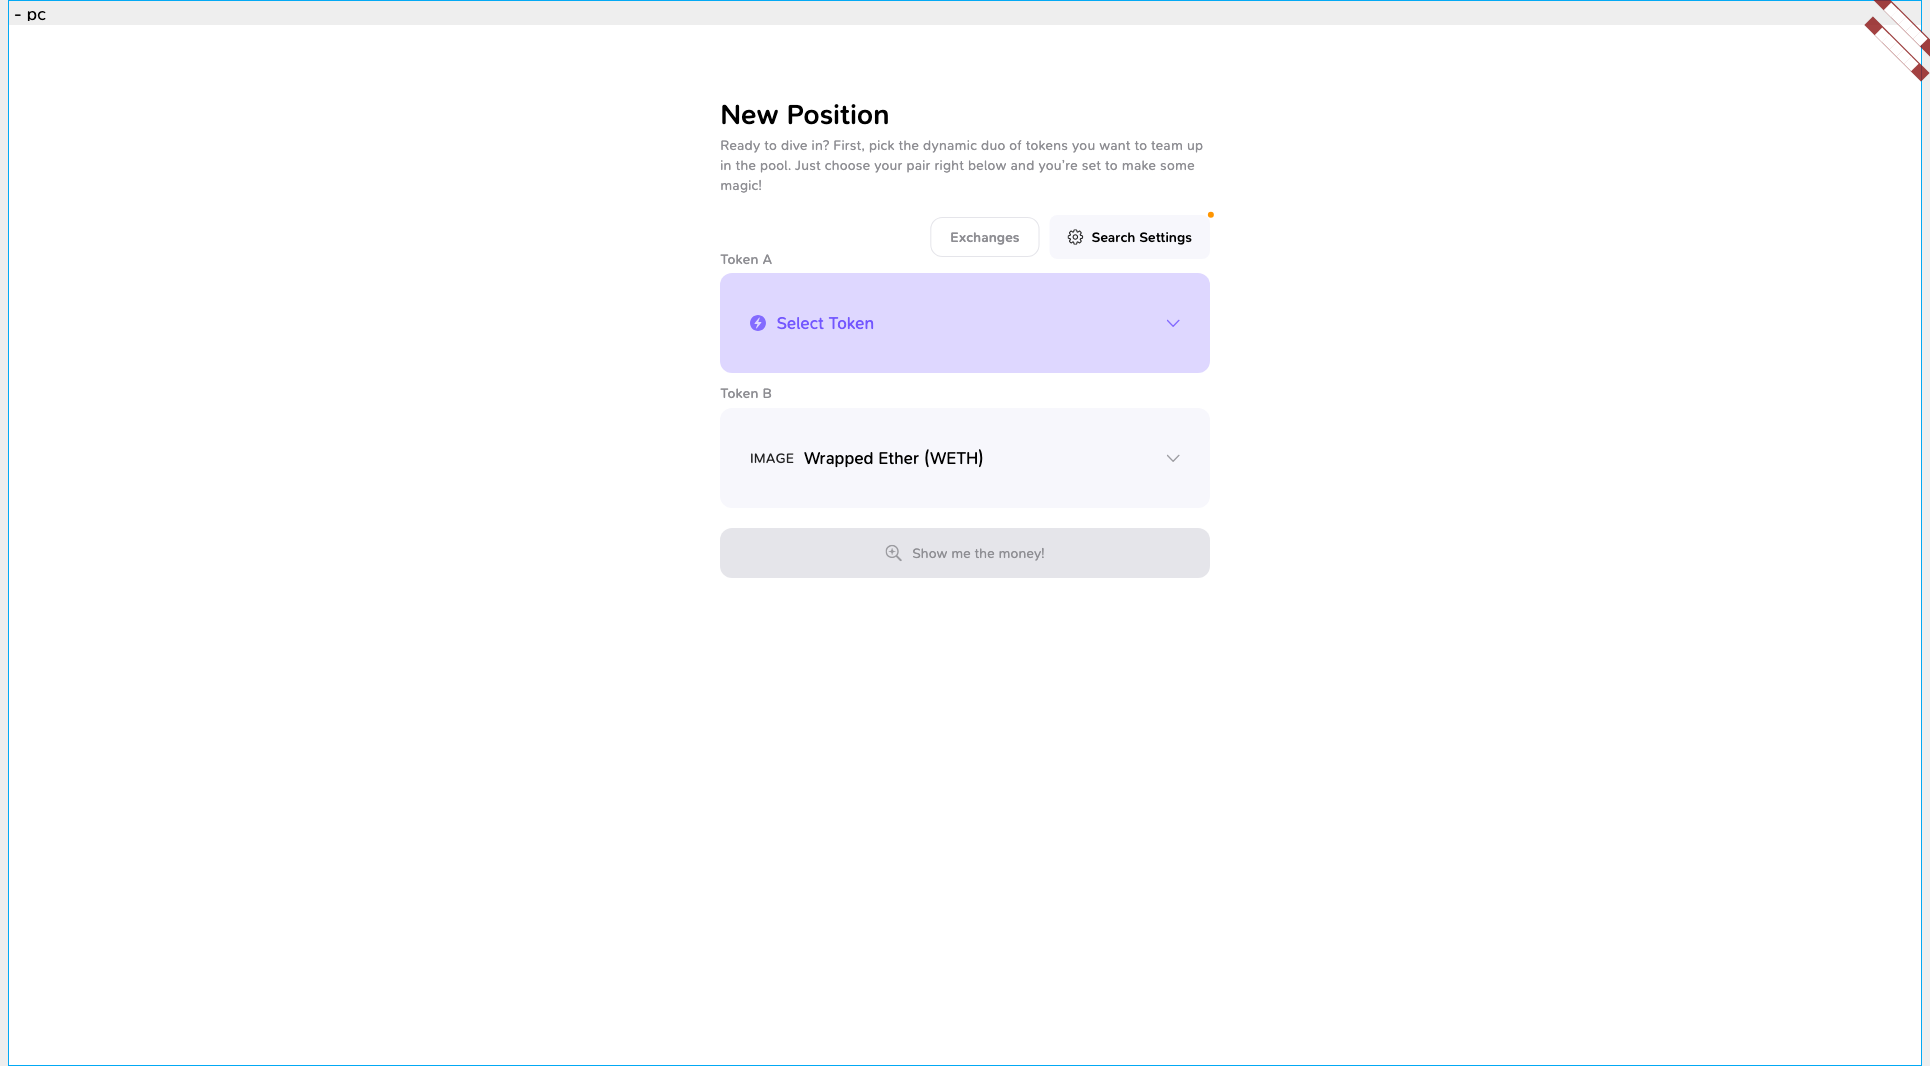 - pc
New Position
Ready to dive in? First, pick the dynamic duo of tokens you want to team up
in the pool. Just choose your pair right below and you're set to make some
magic!
Exchanges
Search Settings
Token A
Select Token
Token B
IMAGE Wrapped Ether (WETH)
Show me the money!